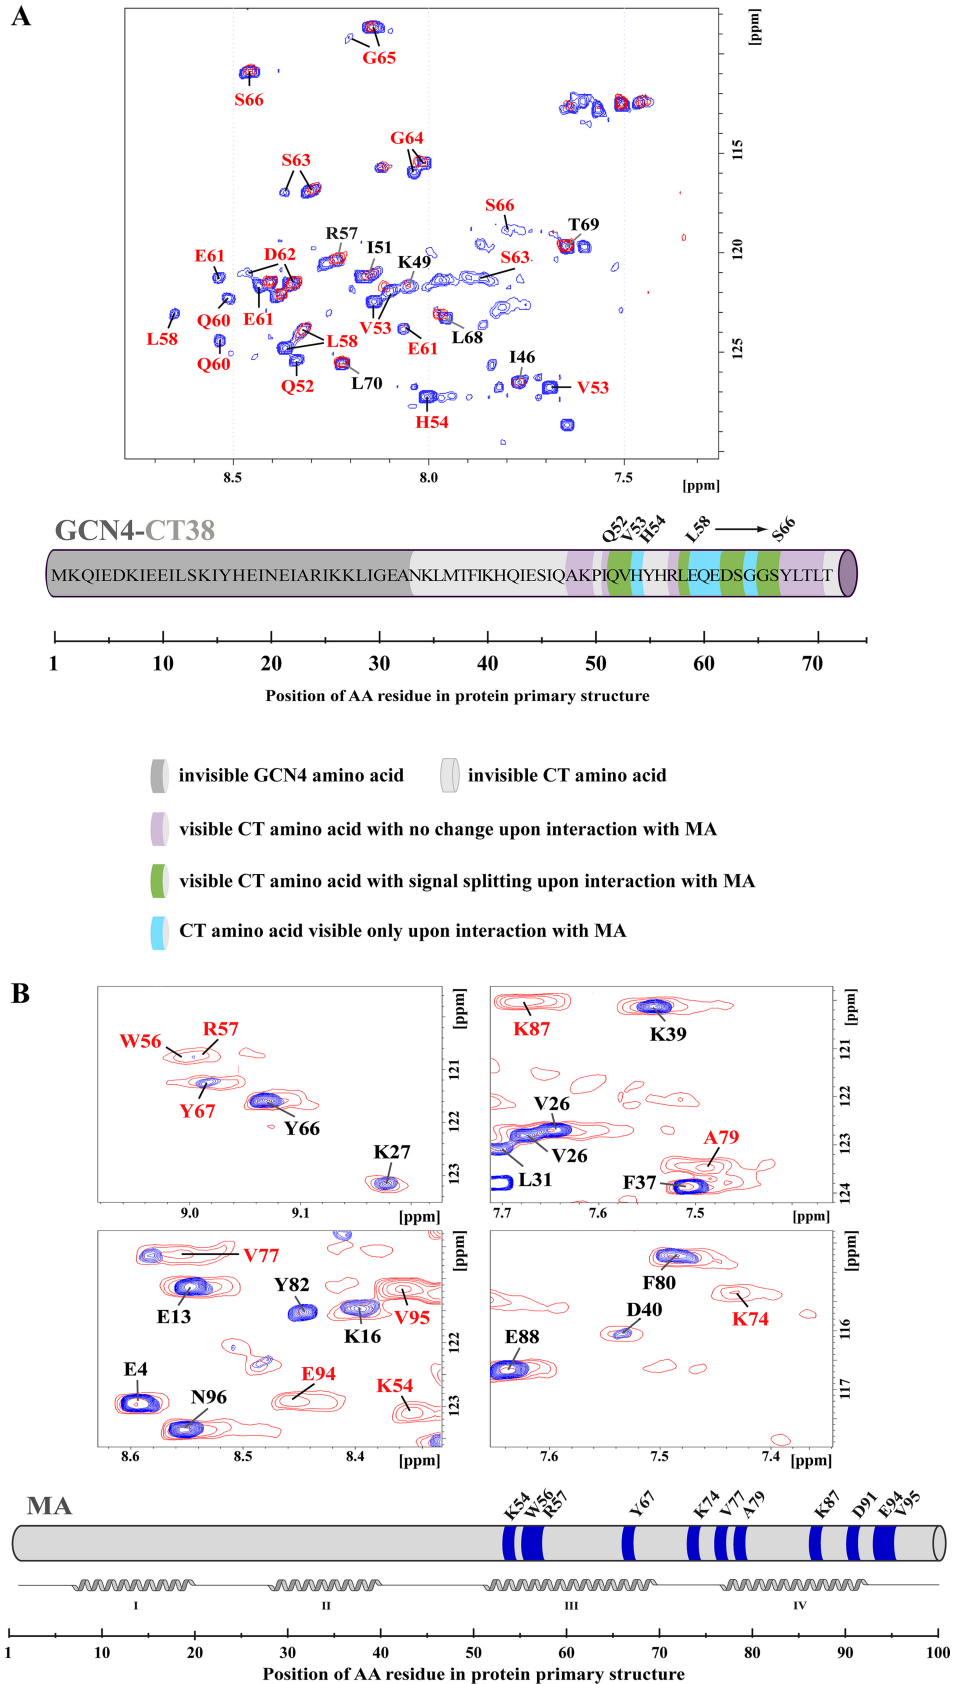 A
[ppm]
G65
S66
G64
115
S63
S66
T69
R57
120
E61
D62
I51
K49
S63
Q60
E61
V53
L58
L58
E61
L68
Q60
I46
125
Q52
L70
V53
H54
8.5
8.0
7.5
[ppm]
GCN4-CT38
Q52
V53
H54
L58
S66
MKQIEDKIEEILSKIYHEINEIARIKKLIGEANKLMTFIKHQIESIQAKPIQVHYHRLEQEDSGGSYLTLT
1 10 20 30 40 50 60 70
Position of AA residue in protein primary structure
invisible GCN4 amino acid
invisible CT amino acid
visible CT amino acid with no change upon interaction with MA
visible CT amino acid with signal splitting upon interaction with MA
CT amino acid visible only upon interaction with MA
B
[ppm]
W56
R57
121
Y67
Y66
122
K27
123
9.0
9.1
[ppm]
[ppm]
K87
K39
121
V26
122
V26
A79
123
L31
F37
124
7.7
7.6
7.5
[ppm]
[ppm]
V77
E13
Y82
K16
V95
122
E4
N96
E94
K54
123
8.6
8.5
8.4
[ppm]
[ppm]
F80
D40
K74
116
E88
117
7.6
7.5
7.4
[ppm]
MA
K54
W56
R57
Y67
K74
V77
A79
K87
D91
E94
V95
I II III IV
1 10 20 30 40 50 60 70 80 90 100
Position of AA residue in protein primary structure